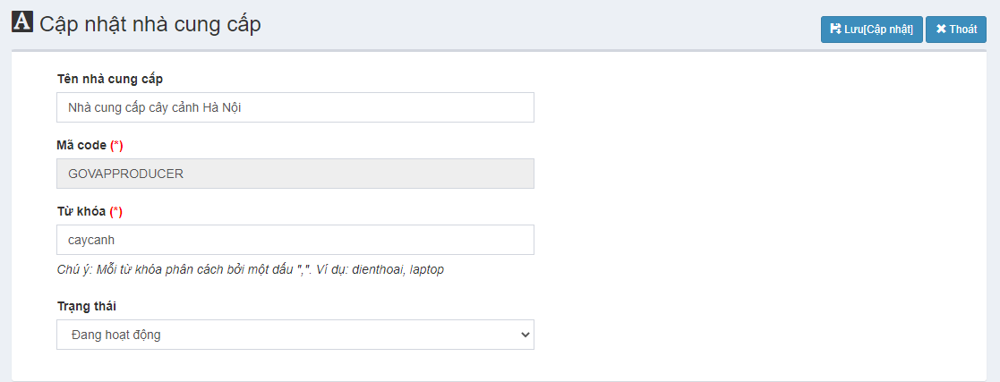 A Cập nhật nhà cung cấp
Lưu[Cập nhật] Thoát
Tên nhà cung cấp
Nhà cung cấp cây cảnh Hà Nội
Mã code (*)
GOVAPPRODUCER
Từ khóa (*)
caycanh
Chú ý: Mỗi từ khóa phân cách bởi một dấu ",". Ví dụ: dienthoai, laptop
Trạng thái
Đang hoạt động